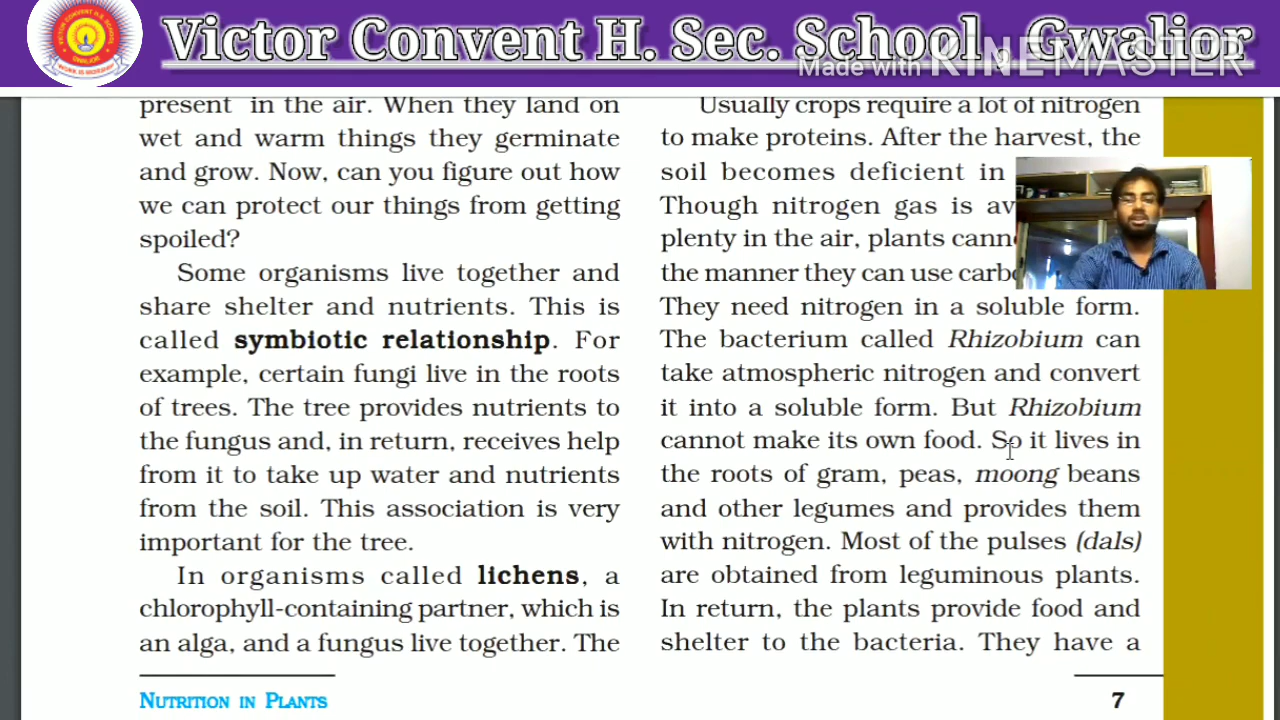 Victor Convent H. Sec. School, Gwalior
Made with KINEMASTER
present in the air. When they land on
wet and warm things they germinate
and grow. Now, can you figure out how
we can protect our things from getting
spoiled?
Some organisms live together and
share shelter and nutrients. This is
called symbiotic relationship. For
example, certain fungi live in the roots
of trees. The tree provides nutrients to
the fungus and, in return, receives help
from it to take up water and nutrients
from the soil. This association is very
important for the tree.
In organisms called lichens, a
chlorophyll-containing partner, which is
an alga, and a fungus live together. The
Usually crops require a lot of nitrogen
to make proteins. After the harvest, the
soil becomes deficient in
Though nitrogen gas is
plenty in the air, plants
the manner they can use
They need nitrogen in a soluble form.
The bacterium called Rhizobium can
take atmospheric nitrogen and convert
it into a soluble form. But Rhizobium
cannot make its own food. So it lives in
the roots of gram, peas, moong beans
and other legumes and provides them
with nitrogen. Most of the pulses (dals)
are obtained from leguminous plants.
In return, the plants provide food and
shelter to the bacteria. They have a
NUTRITION IN PLANTS
7